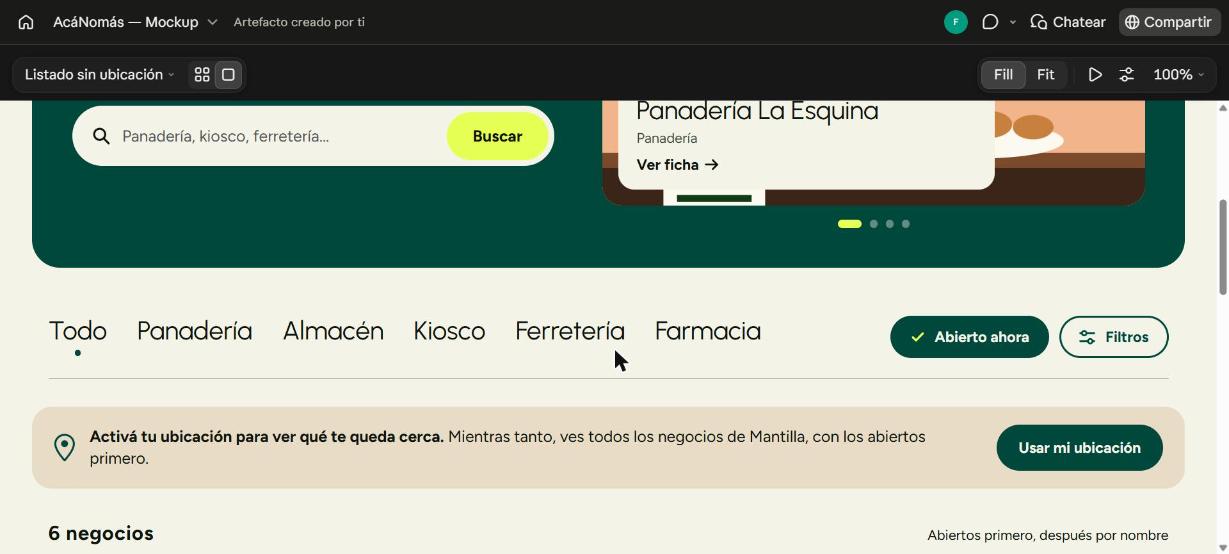 AcáNomás — Mockup
Artefacto creado por ti
F
Chatear
Compartir
Listado sin ubicación
Fill
Fit
100%
Panadería, kiosco, ferretería...
Buscar
Panadería La Esquina
Panadería
Ver ficha →
Todo
Panadería
Almacén
Kiosco
Ferretería
Farmacia
Abierto ahora
Filtros
Activá tu ubicación para ver qué te queda cerca. Mientras tanto, ves todos los negocios de Mantilla, con los abiertos
primero.
Usar mi ubicación
6 negocios
Abiertos primero, después por nombre